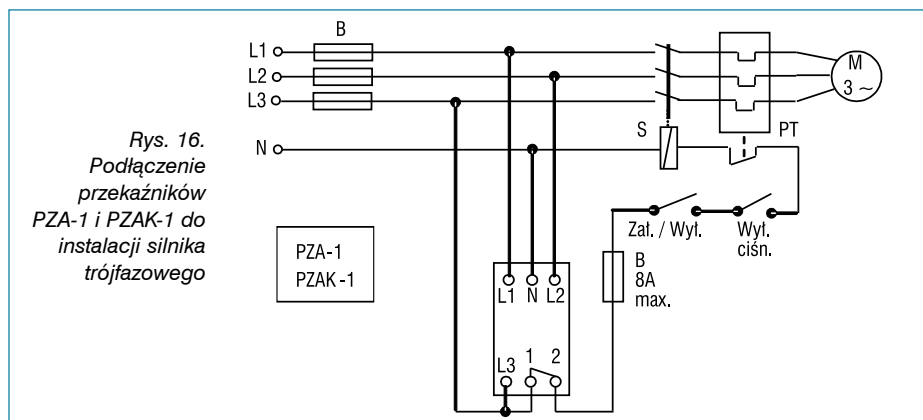 Rys. 16.
Podłączenie
przekaźników
PZA-1 i PZAK-1 do
instalacji silnika
trójfazowego
B
L1
L2
L3
N
M
3 ~
S
PT
Zał. / Wył.
Wył.
ciśn.
B
8A
max.
PZA-1
PZAK-1
L1 N L2
L3 1 2